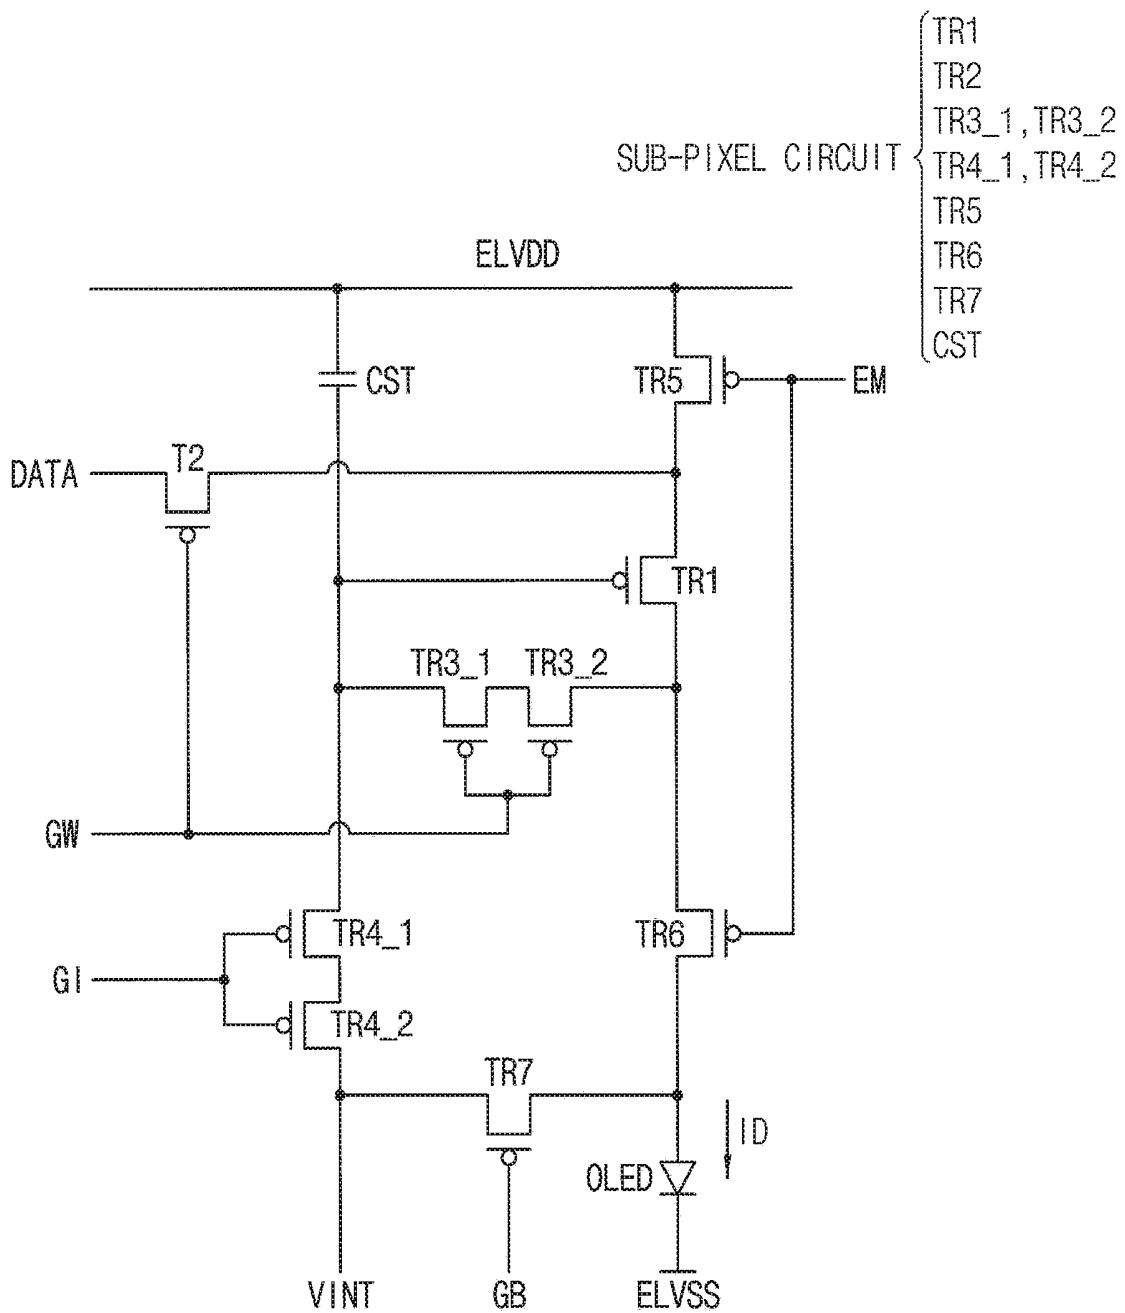 TR1
TR2
TR3_1, TR3_2
SUB-PIXEL CIRCUIT
TR4_1, TR4_2
TR5
TR6
TR7
CST
ELVDD
CST
TR5
EM
T2
DATA
TR1
TR3_1
TR3_2
GW
TR4_1
TR6
GI
TR4_2
TR7
ID
OLED
VINT
GB
ELVSS